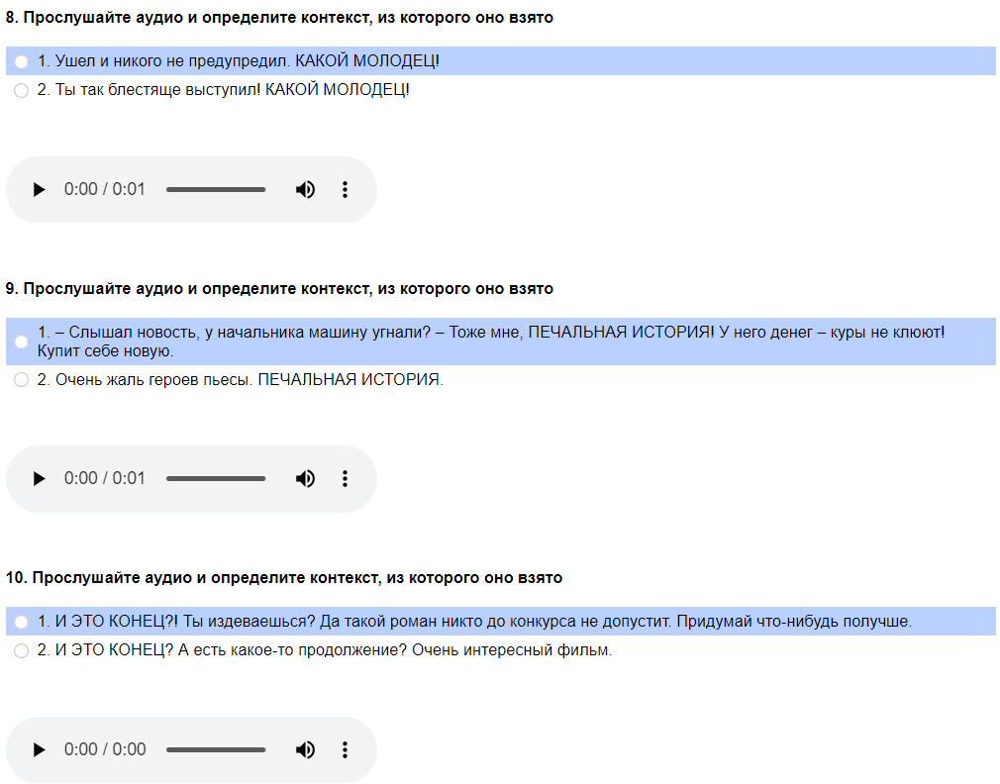 8. Прослушайте аудио и определите контекст, из которого оно взято
1. Ушел и никого не предупредил. КАКОЙ МОЛОДЕЦ!
2. Ты так блестяще выступил! КАКОЙ МОЛОДЕЦ!
0:00 / 0:01
9. Прослушайте аудио и определите контекст, из которого оно взято
1. – Слышал новость, у начальника машину угнали? – Тоже мне, ПЕЧАЛЬНАЯ ИСТОРИЯ! У него денег – куры не клюют!
Купит себе новую.
2. Очень жаль героев пьесы. ПЕЧАЛЬНАЯ ИСТОРИЯ.
0:00 / 0:01
10. Прослушайте аудио и определите контекст, из которого оно взято
1. И ЭТО КОНЕЦ?! Ты издеваешься? Да такой роман никто до конкурса не допустит. Придумай что-нибудь получше.
2. И ЭТО КОНЕЦ? А есть какое-то продолжение? Очень интересный фильм.
0:00 / 0:00